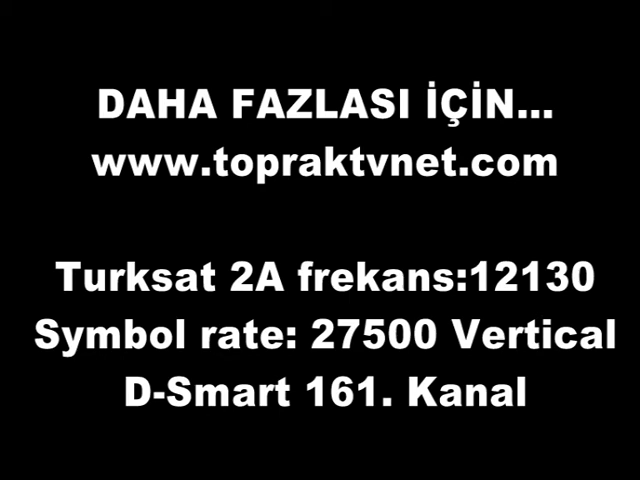 DAHA FAZLASI İÇİN...
www.topraktvnet.com
Turksat 2A frekans:12130
Symbol rate: 27500 Vertical
D-Smart 161. Kanal